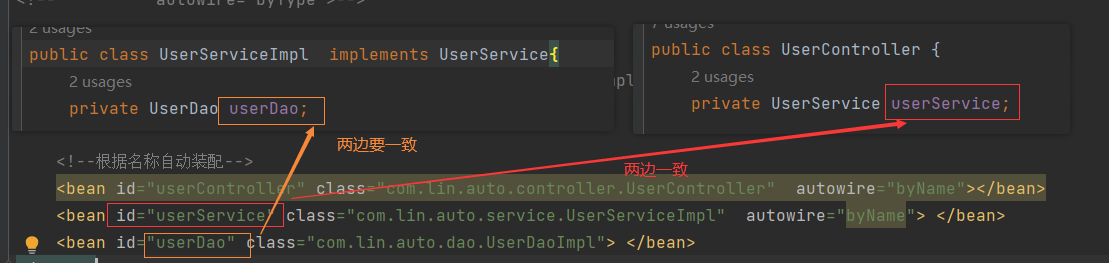 autowire="byType">-->
2 usages
public class UserServiceImpl  implements UserService{
2 usages
private UserDao userDao;
7 usages
public class UserController {
2 usages
private UserService userService;
两边要一致
两边一致
<!--根据名称自动装配-->
<bean id="userController" class="com.lin.auto.controller.UserController"  autowire="byName"></bean>
<bean id="userService" class="com.lin.auto.service.UserServiceImpl"  autowire="byName"> </bean>
<bean id="userDao" class="com.lin.auto.dao.UserDaoImpl"> </bean>